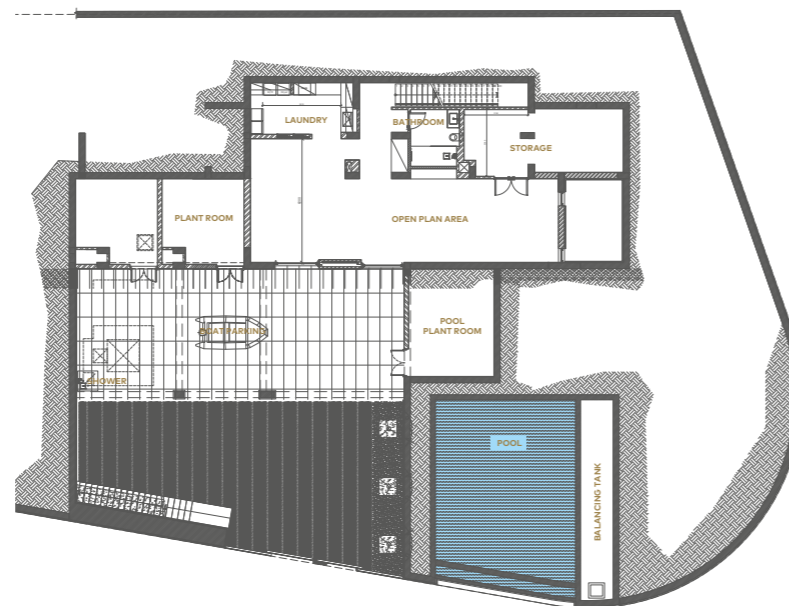 LAUNDRY
BATHROOM
STORAGE
PLANT ROOM
OPEN PLAN AREA
POOL
PLANT ROOM
BOAT PARKING
SHOWER
POOL
BALANCING TANK